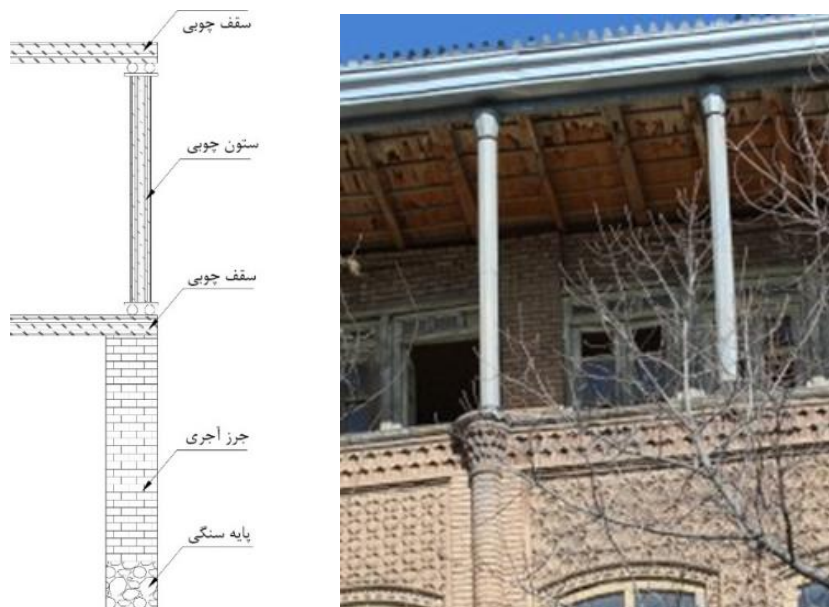 سقف چوبی
ستون چوبی
سقف چوبی
جرز آجری
پایه سنگی